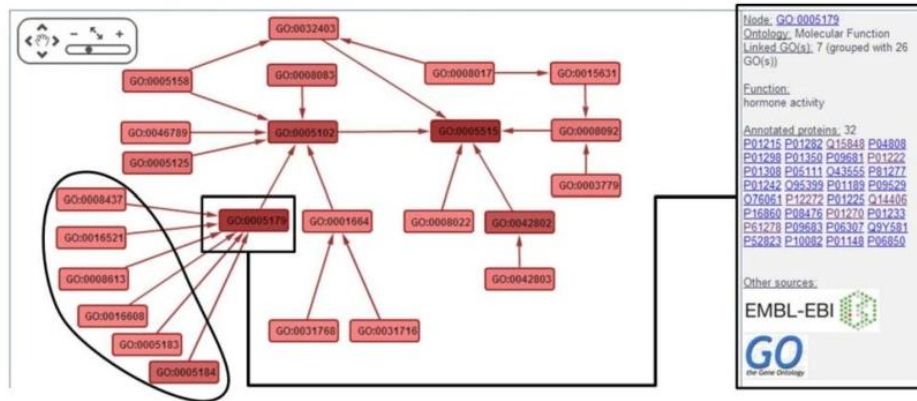 GO:0032403
GO:0005158
GO:0008083
GO:0008017
GO:0015631
GO:0046789
GO:0005102
GO:0005515
GO:0008092
GO:0005125
GO:0003779
GO:0008437
GO:0005179
GO:0001664
GO:0008022
GO:0042802
GO:0016521
GO:0008613
GO:0042803
GO:0016608
GO:0031768
GO:0031716
GO:0005183
GO:0005184
Node: GO:0005179
Ontology: Molecular Function
Linked GO(s): 7 (grouped with 26
GO(s))
Function:
hormone activity
Annotated proteins: 32
P01215 P01282 Q15848 P04808
P01298 P01350 P09681 P01222
P01308 P05111 O43555 P81277
P01242 O95399 P01189 P09529
O76061 P12272 P01225 Q14406
P16860 P08476 P01270 P01233
P61278 P09683 P06307 Q9Y581
P52823 P10082 P01148 P06850
Other sources:
EMBL-EBI
GO
the Gene Ontology